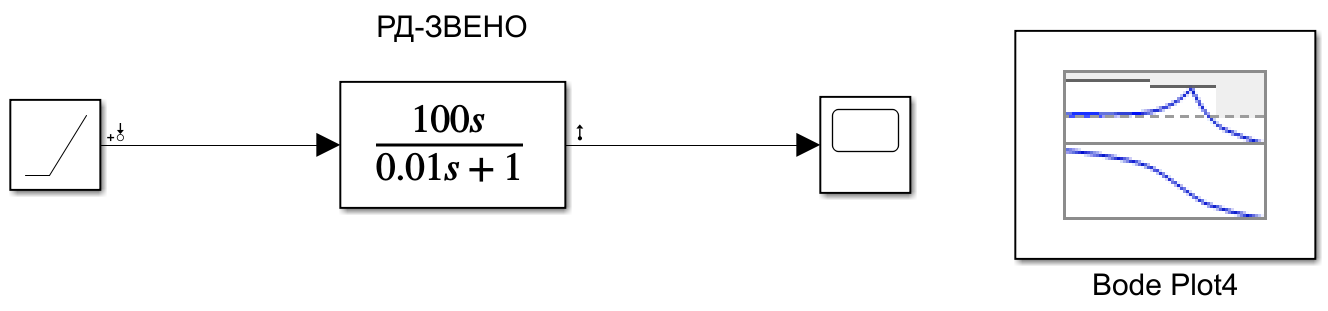 РД-ЗВЕНО
100s
0.01s + 1
Bode Plot4